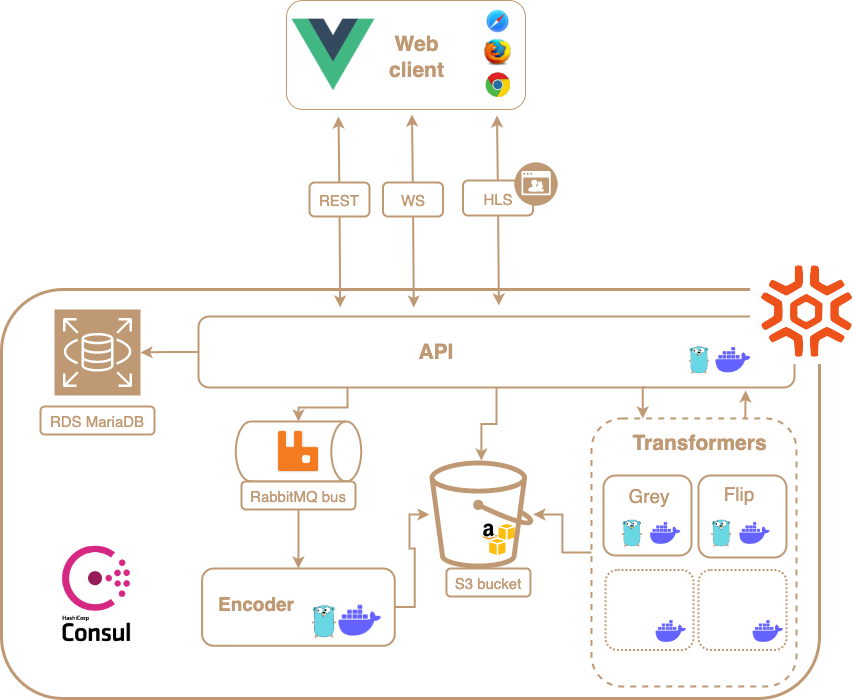 Web
client
REST
WS
HLS
API
RDS MariaDB
Transformers
RabbitMQ bus
Grey
Flip
a
S3 bucket
HashiCorp
Consul
Encoder